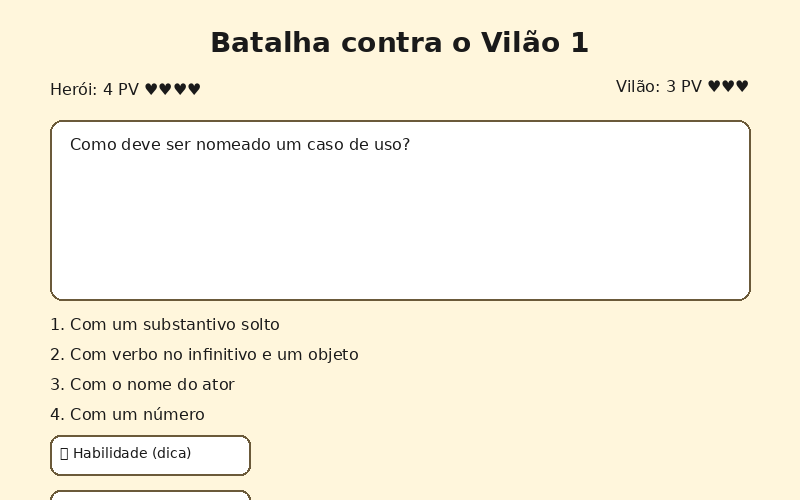 Batalha contra o Vilão 1
Herói: 4 PV ♥♥♥♥
Vilão: 3 PV ♥♥♥
Como deve ser nomeado um caso de uso?
1. Com um substantivo solto
2. Com verbo no infinitivo e um objeto
3. Com o nome do ator
4. Com um número
Habilidade (dica)